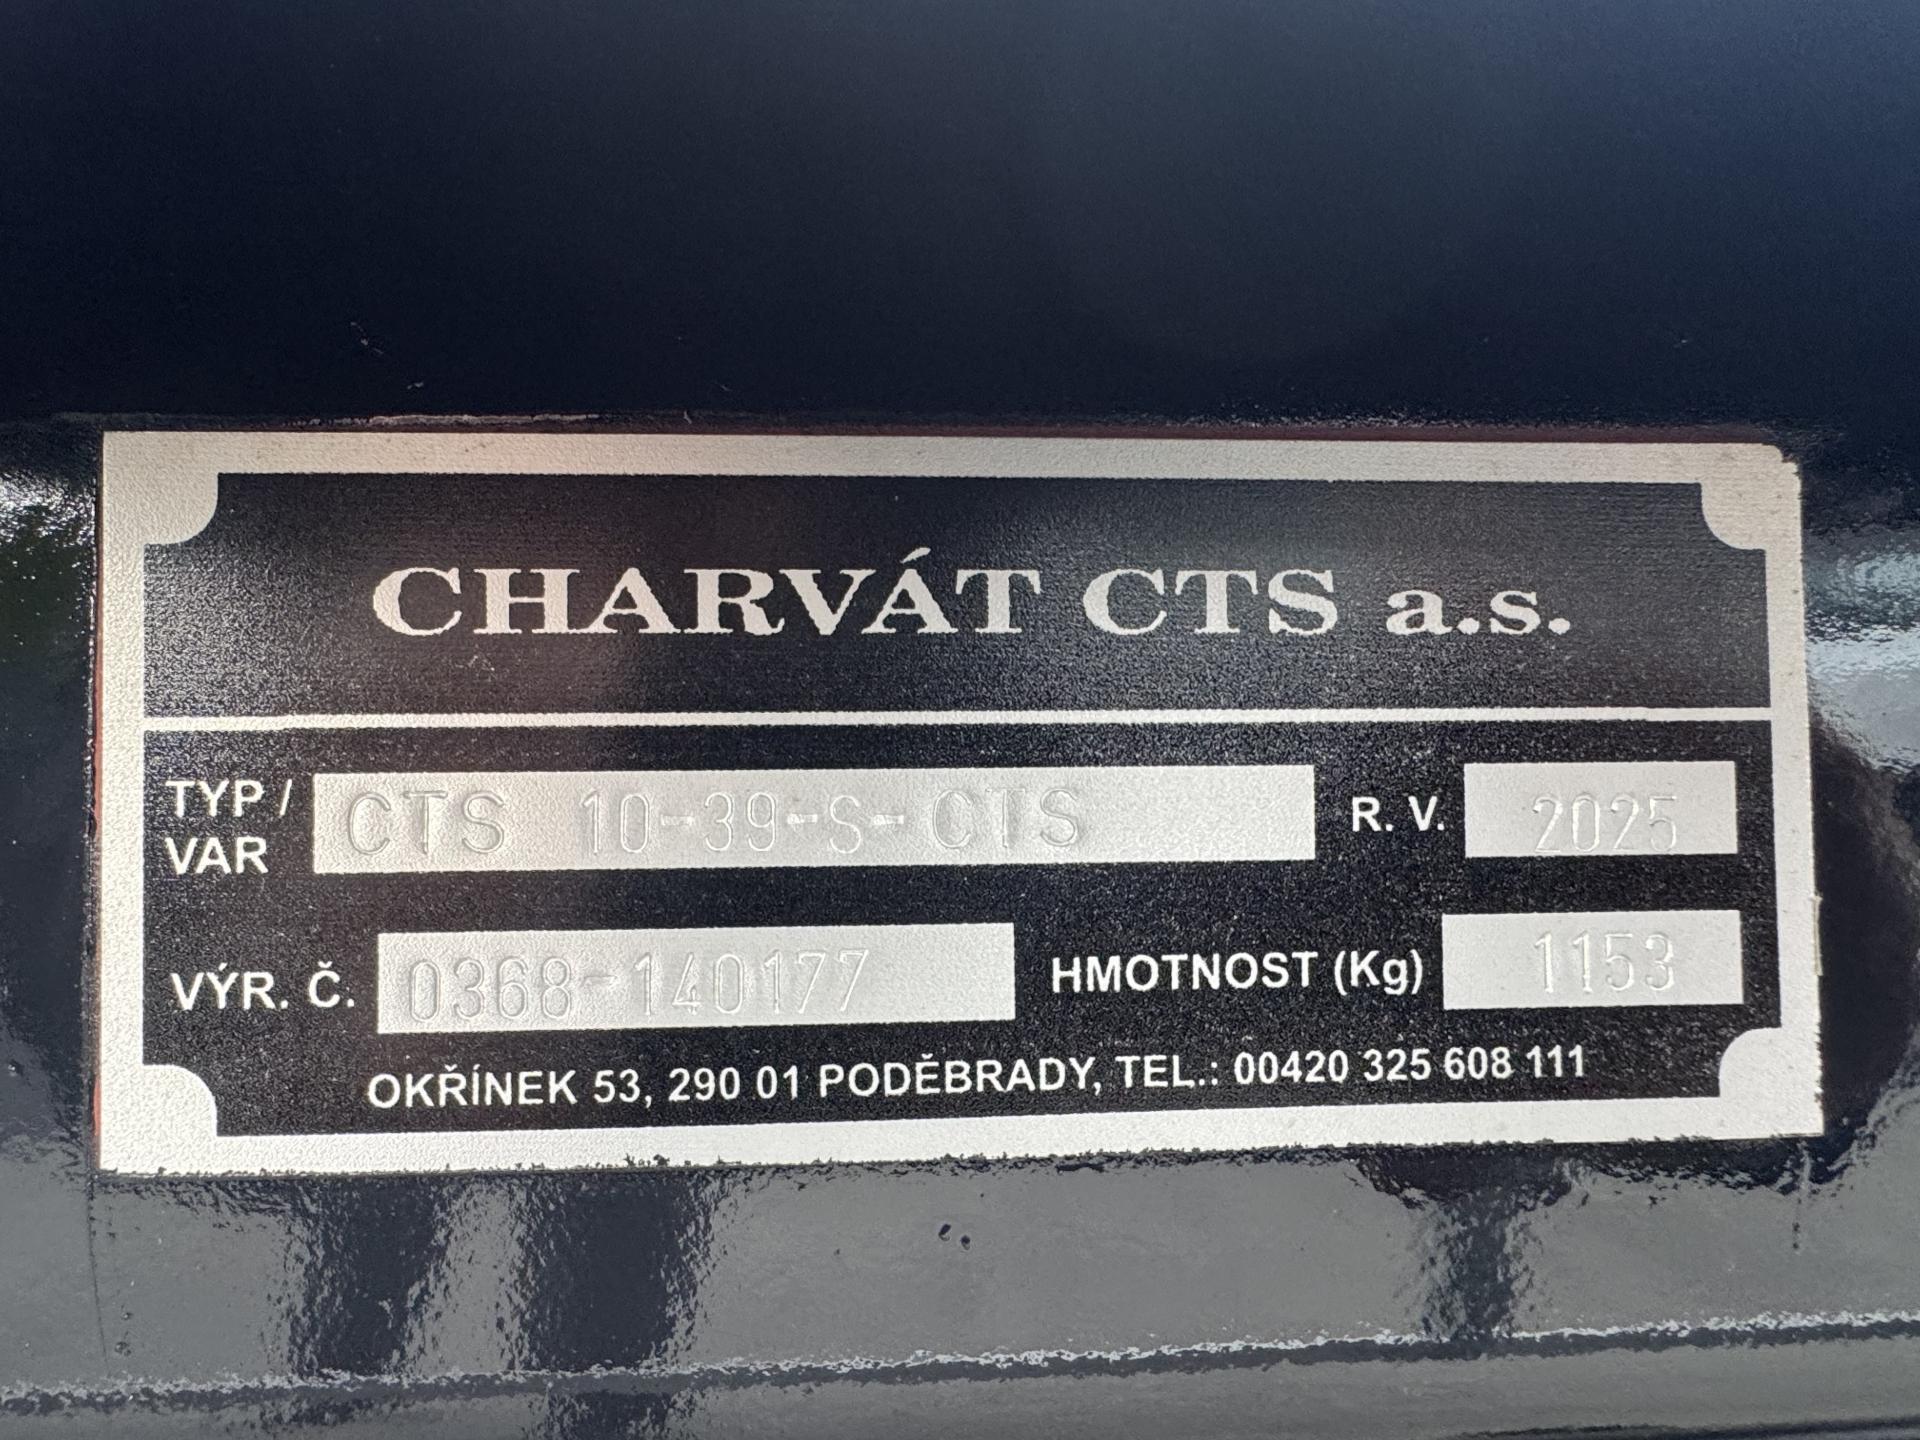 CHARVÁT CTS a.s.
TYP / VAR CTS 10-39-S-CTS R. V. 2025
VÝR. Č. 0368-140177 HMOTNOST (Kg) 1153
OKŘÍNEK 53, 290 01 PODĚBRADY, TEL.: 00420 325 608 111